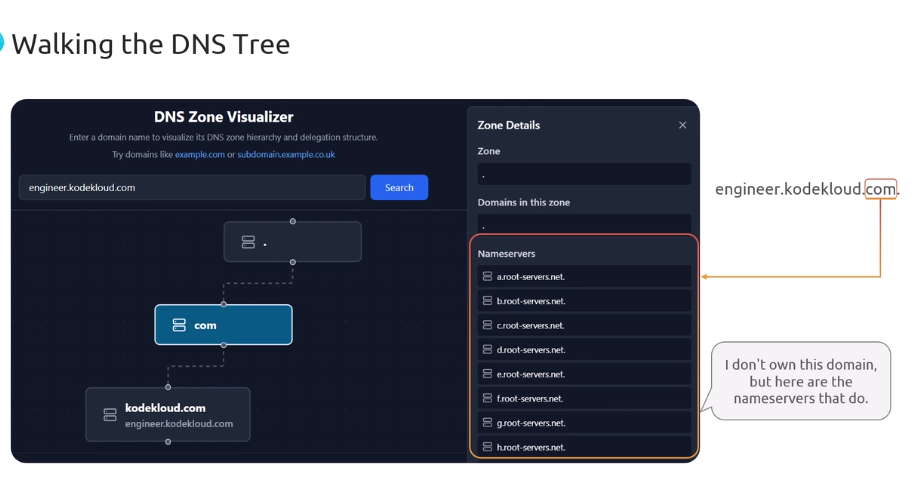 Walking the DNS Tree
DNS Zone Visualizer
Enter a domain name to visualize its DNS zone hierarchy and delegation structure.
Try domains like example.com or subdomain.example.co.uk
engineer.kodekloud.com
Search
.
com
kodekloud.com
engineer.kodekloud.com
Zone Details
Zone
.
Domains in this zone
.
Nameservers
a.root-servers.net.
b.root-servers.net.
c.root-servers.net.
d.root-servers.net.
e.root-servers.net.
f.root-servers.net.
g.root-servers.net.
h.root-servers.net.
engineer.kodekloud.com.
I don't own this domain,
but here are the
nameservers that do.